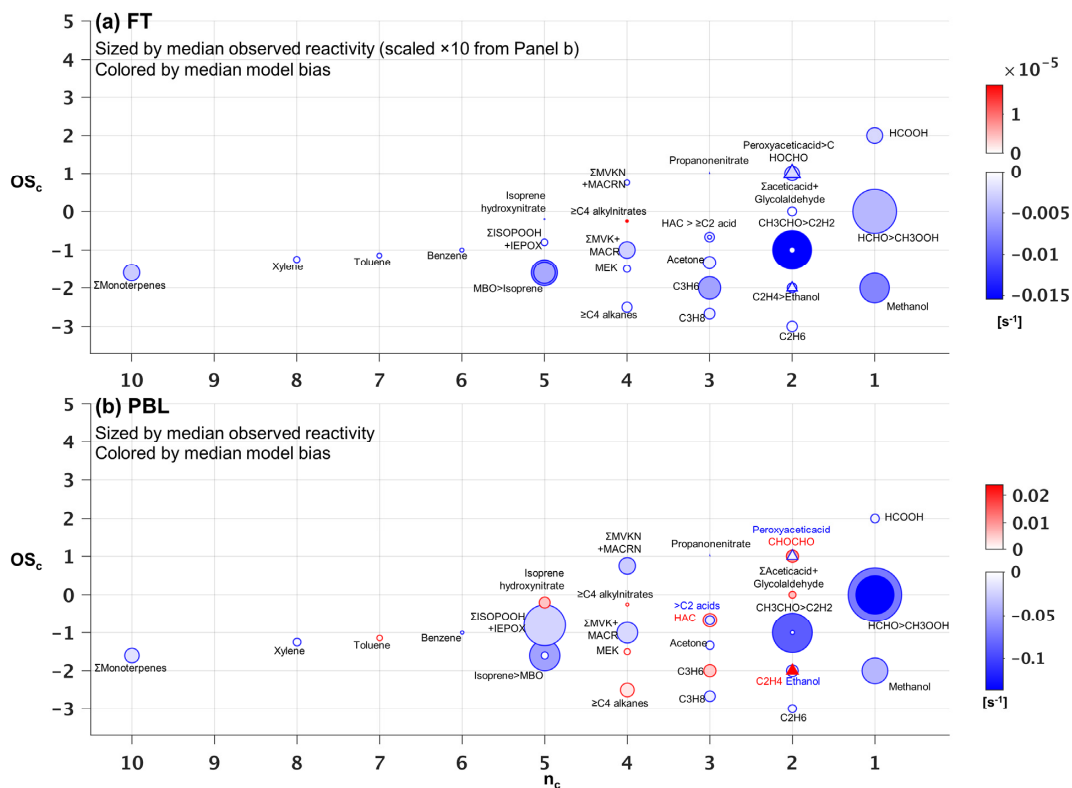 (a) FT
Sized by median observed reactivity (scaled ×10 from Panel b)
Colored by median model bias
5
4
3
2
1
0
-1
-2
-3
OSc
10
9
8
7
6
5
4
3
2
1
ΣMonoterpenes
Xylene
Toluene
Benzene
Isoprene
hydroxynitrate
ΣISOPOOH
+IEPOX
MBO>Isoprene
ΣMVKN
+MACRN
≥C4 alkylnitrates
ΣMVK+
MACR
MEK
≥C4 alkanes
Propanonenitrate
HAC > ≥C2 acid
Acetone
C3H6
C3H8
Peroxyaceticacid>C
HOCHO
Σaceticacid+
Glycolaldehyde
CH3CHO>C2H2
C2H4>Ethanol
C2H6
HCOOH
HCHO>CH3OOH
Methanol
×10⁻⁵
1
0
0
-0.005
-0.01
-0.015
[s⁻¹]
(b) PBL
Sized by median observed reactivity
Colored by median model bias
5
4
3
2
1
0
-1
-2
-3
OSc
10
9
8
7
6
5
4
3
2
1
nc
ΣMonoterpenes
Xylene
Toluene
Benzene
Isoprene
hydroxynitrate
ΣISOPOOH
+IEPOX
Isoprene>MBO
ΣMVKN
+MACRN
≥C4 alkylnitrates
ΣMVK+
MACR
MEK
≥C4 alkanes
Propanonenitrate
>C2 acids
HAC
Acetone
C3H6
C3H8
Peroxyaceticacid
CHOCHO
ΣAceticacid+
Glycolaldehyde
CH3CHO>C2H2
C2H4 Ethanol
C2H6
HCOOH
HCHO>CH3OOH
Methanol
0.02
0.01
0
0
-0.05
-0.1
[s⁻¹]